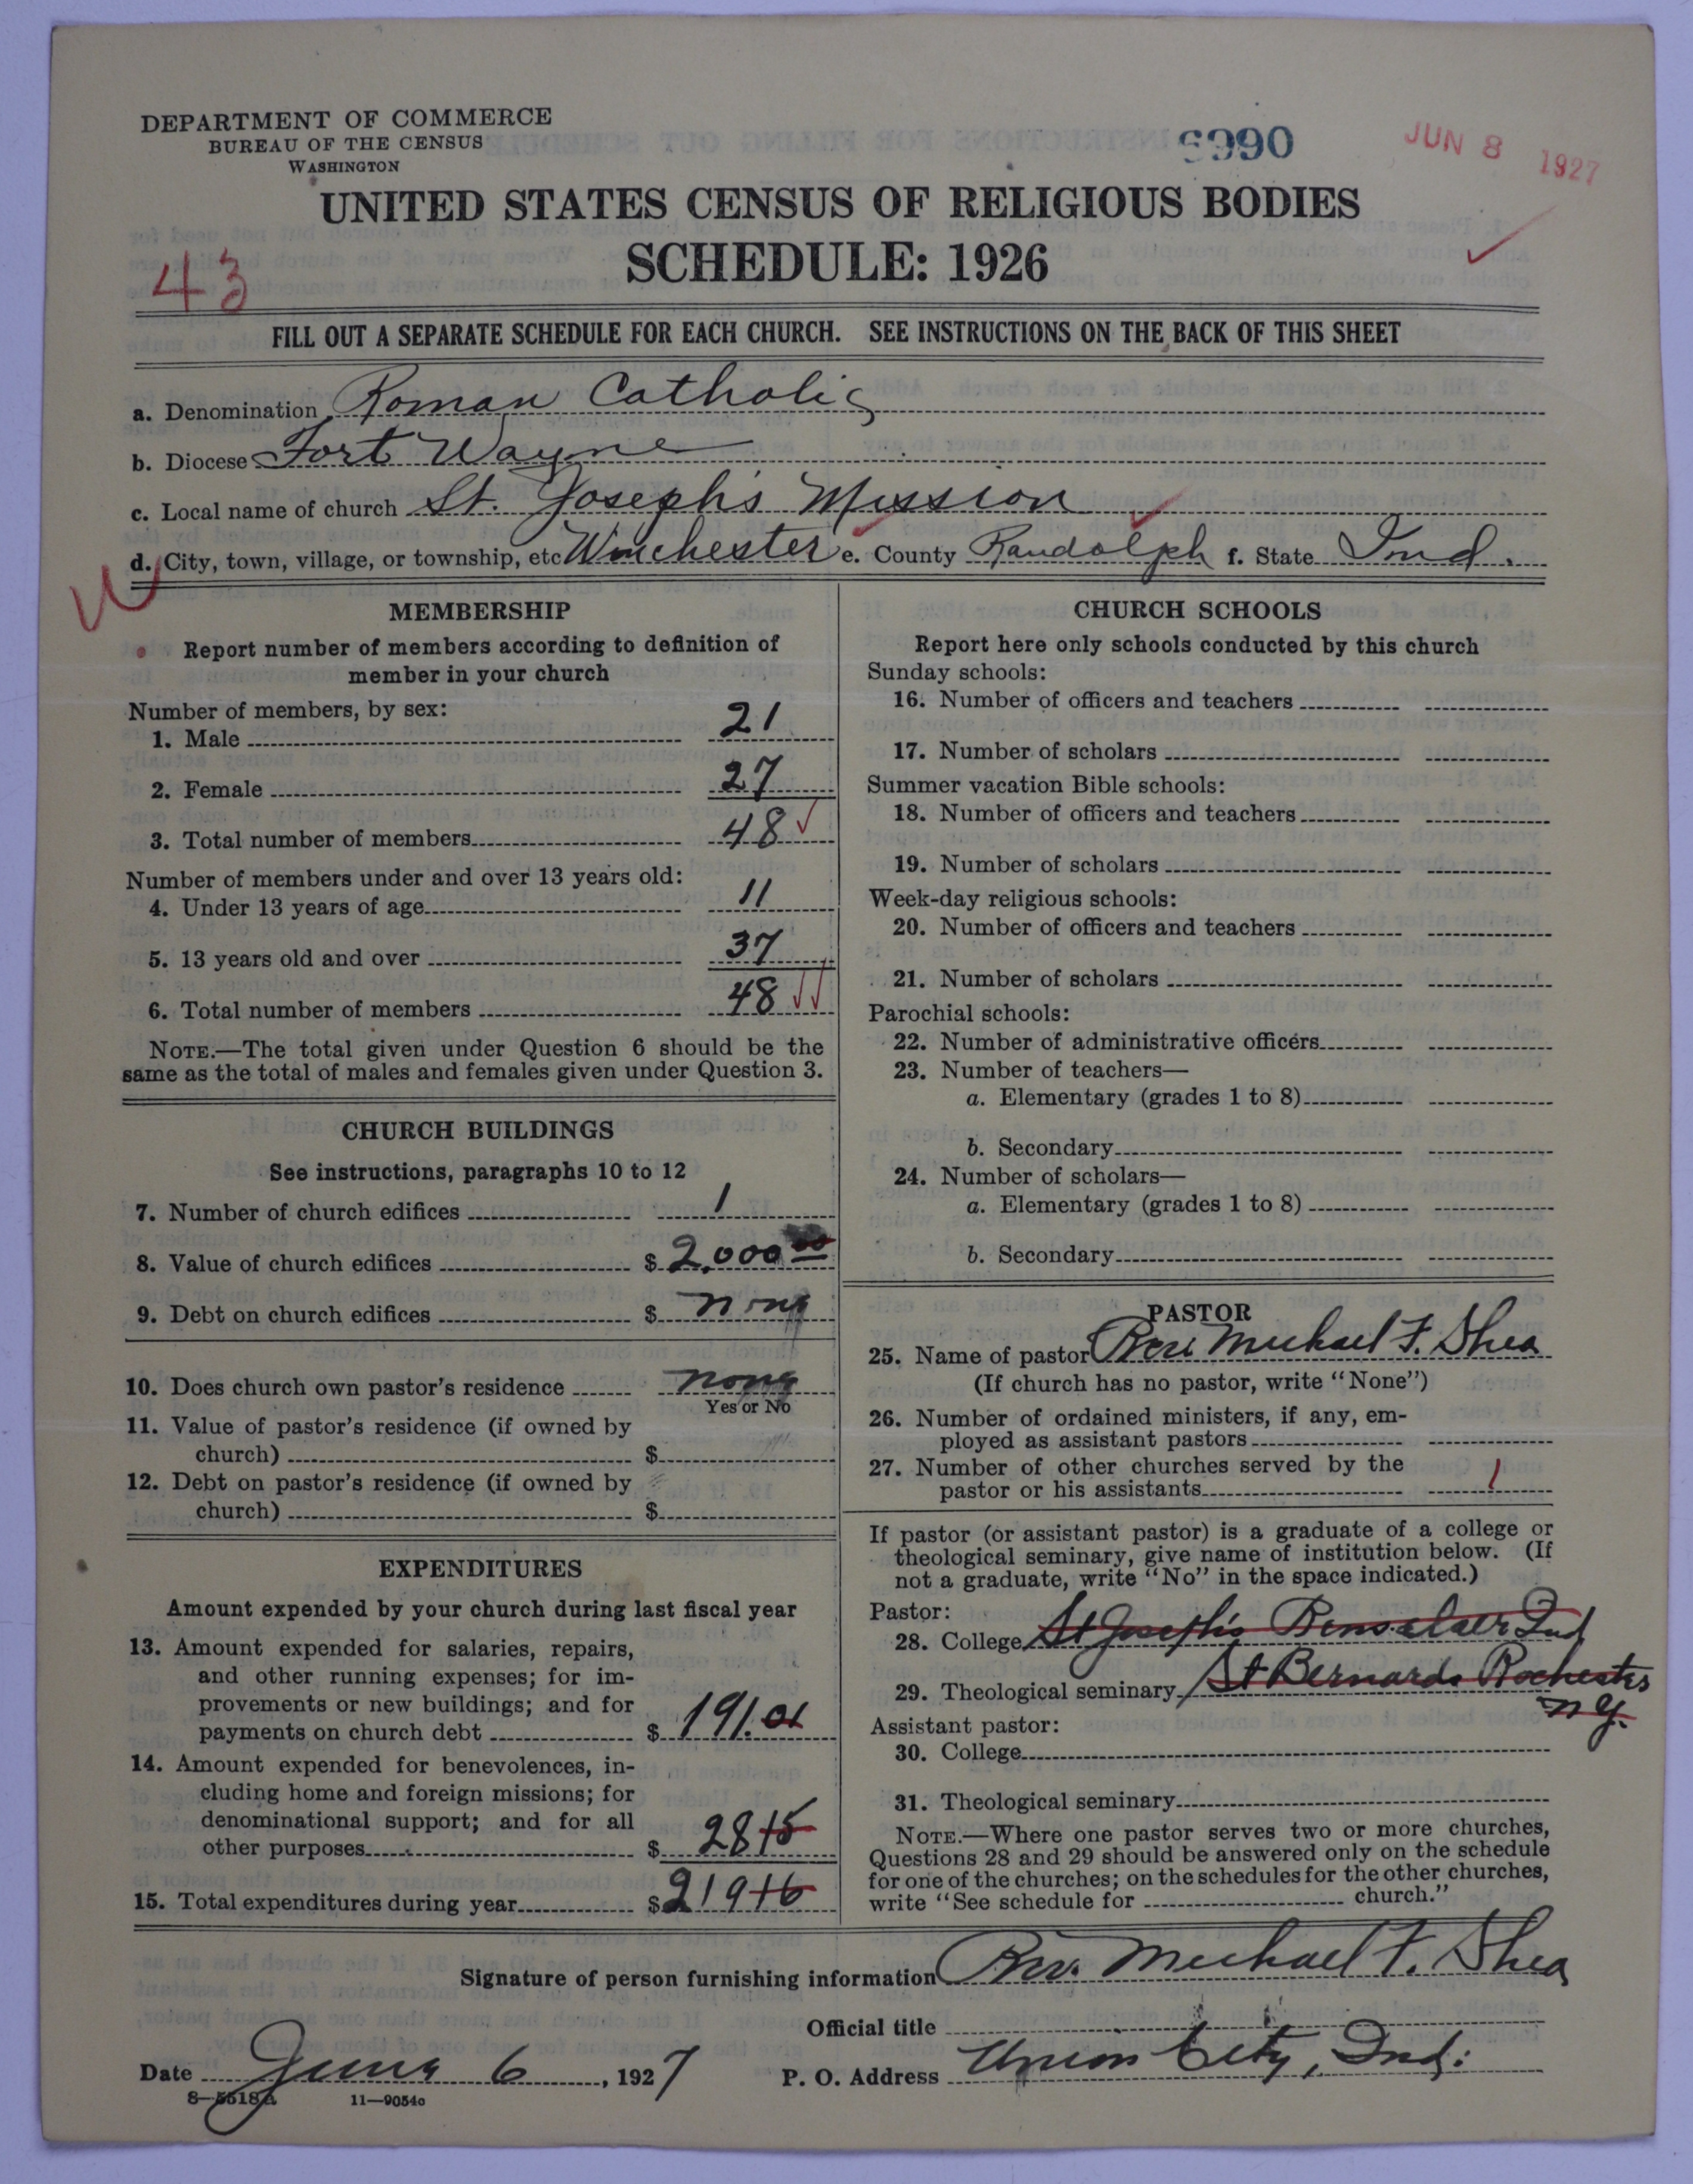 DEPARTMENT OF COMMERCE
BUREAU OF THE CENSUS
WASHINGTON
6990
JUN 8 1927
UNITED STATES CENSUS OF RELIGIOUS BODIES
SCHEDULE: 1926
43
FILL OUT A SEPARATE SCHEDULE FOR EACH CHURCH. SEE INSTRUCTIONS ON THE BACK OF THIS SHEET
a. Denomination Roman Catholic
b. Diocese Fort Wayne
c. Local name of church St. Joseph's Mission
d. City, town, village, or township, etc Winchester e. County Randolph f. State Ind.
W
MEMBERSHIP
Report number of members according to definition of
member in your church
Number of members, by sex:
1. Male 21
2. Female 27
3. Total number of members 48
Number of members under and over 13 years old:
4. Under 13 years of age 11
5. 13 years old and over 37
6. Total number of members 48
NOTE.—The total given under Question 6 should be the
same as the total of males and females given under Question 3.
CHURCH BUILDINGS
See instructions, paragraphs 10 to 12
7. Number of church edifices 1
8. Value of church edifices $ 2,000 00
9. Debt on church edifices $ none
10. Does church own pastor's residence none
Yes or No
11. Value of pastor's residence (if owned by
church) $
12. Debt on pastor's residence (if owned by
church) $
EXPENDITURES
Amount expended by your church during last fiscal year
13. Amount expended for salaries, repairs,
and other running expenses; for im-
provements or new buildings; and for
payments on church debt $ 191.01
14. Amount expended for benevolences, in-
cluding home and foreign missions; for
denominational support; and for all
other purposes $ 28 15
15. Total expenditures during year $ 219 16
CHURCH SCHOOLS
Report here only schools conducted by this church
Sunday schools:
16. Number of officers and teachers
17. Number of scholars
Summer vacation Bible schools:
18. Number of officers and teachers
19. Number of scholars
Week-day religious schools:
20. Number of officers and teachers
21. Number of scholars
Parochial schools:
22. Number of administrative officers
23. Number of teachers—
a. Elementary (grades 1 to 8)
b. Secondary
24. Number of scholars—
a. Elementary (grades 1 to 8)
b. Secondary
PASTOR
25. Name of pastor Rev Michael F. Shea
(If church has no pastor, write "None")
26. Number of ordained ministers, if any, em-
ployed as assistant pastors
27. Number of other churches served by the
pastor or his assistants 1
If pastor (or assistant pastor) is a graduate of a college or
theological seminary, give name of institution below. (If
not a graduate, write "No" in the space indicated.)
Pastor:
28. College St Joseph's Rensalaer Ind
29. Theological seminary St Bernards Rochester
N.Y.
Assistant pastor:
30. College
31. Theological seminary
NOTE.—Where one pastor serves two or more churches,
Questions 28 and 29 should be answered only on the schedule
for one of the churches; on the schedules for the other churches,
write "See schedule for church."
Signature of person furnishing information Rev. Michael F. Shea
Official title
Date June 6, 1927 P. O. Address Union City, Ind.
8—5518a 11—9054c